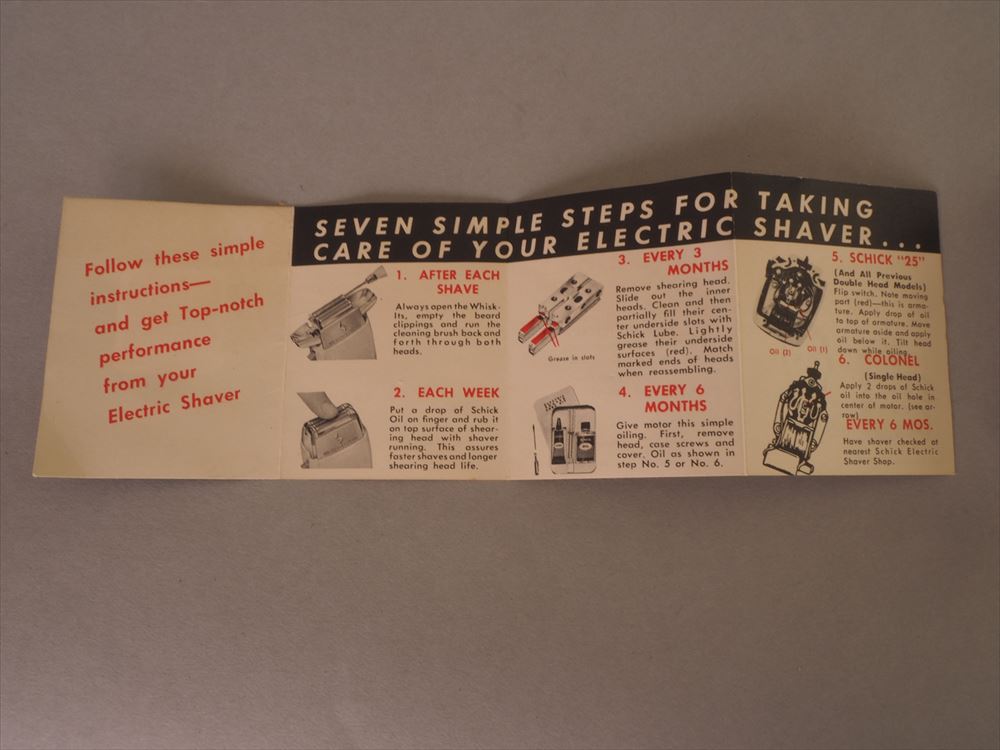 Follow these simple
instructions—
and get Top-notch
performance
from your
Electric Shaver
SEVEN SIMPLE STEPS FOR TAKING
CARE OF YOUR ELECTRIC SHAVER...
1. AFTER EACH
SHAVE
Always open the Whisk-
Its, empty the beard
clippings and run the
cleaning brush back and
forth through both
heads.
2. EACH WEEK
Put a drop of Schick
Oil on finger and rub it
on top surface of shear-
ing head with shaver
running. This assures
faster shaves and longer
shearing head life.
3. EVERY 3
MONTHS
Remove shearing head.
Slide out the inner
heads. Clean and then
partially fill their cen-
ter underside slots with
Schick Lube. Lightly
grease their underside
surfaces (red). Match
marked ends of heads
when reassembling.
Grease in slots
4. EVERY 6
MONTHS
Give motor this simple
oiling. First, remove
head, case screws and
cover. Oil as shown in
step No. 5 or No. 6.
5. SCHICK "25"
(And All Previous
Double Head Models)
Flip switch. Note moving
part (red)—this is arma-
ture. Apply drop of oil
to top of armature. Move
armature aside and apply
oil below it. Tilt head
down while oiling.
Oil (2) Oil (1)
6. COLONEL
(Single Head)
Apply 2 drops of Schick
oil into the oil hole in
center of motor. (see ar-
row)
EVERY 6 MOS.
Have shaver checked at
nearest Schick Electric
Shaver Shop.